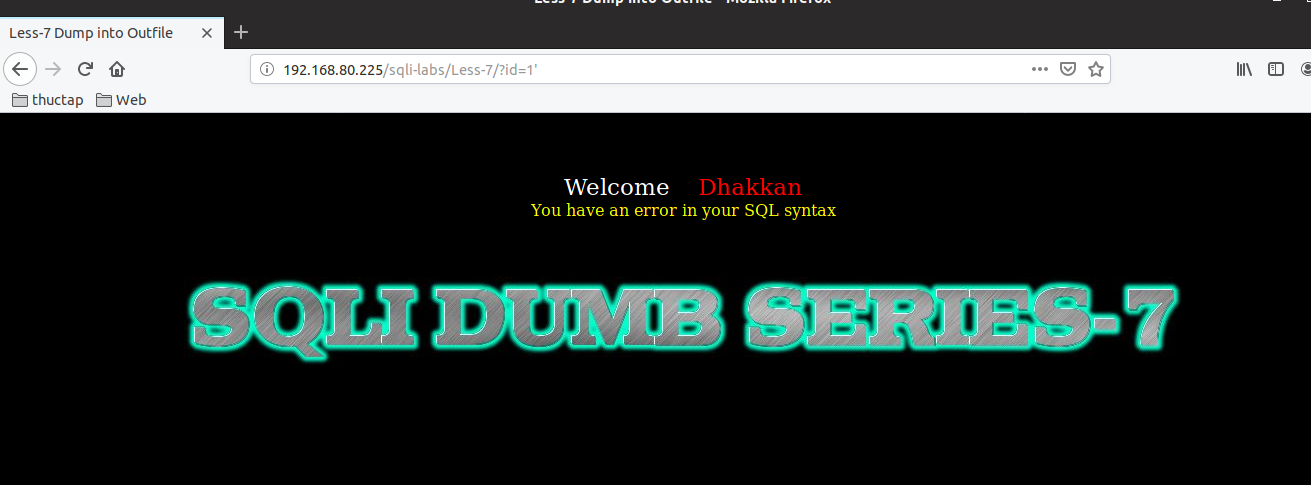 Less-7 Dump into Outfile - Mozilla Firefox
Less-7 Dump into Outfile
192.168.80.225/sqli-labs/Less-7/?id=1'
thuctap Web
Welcome Dhakkan
You have an error in your SQL syntax
SQLI DUMB SERIES-7